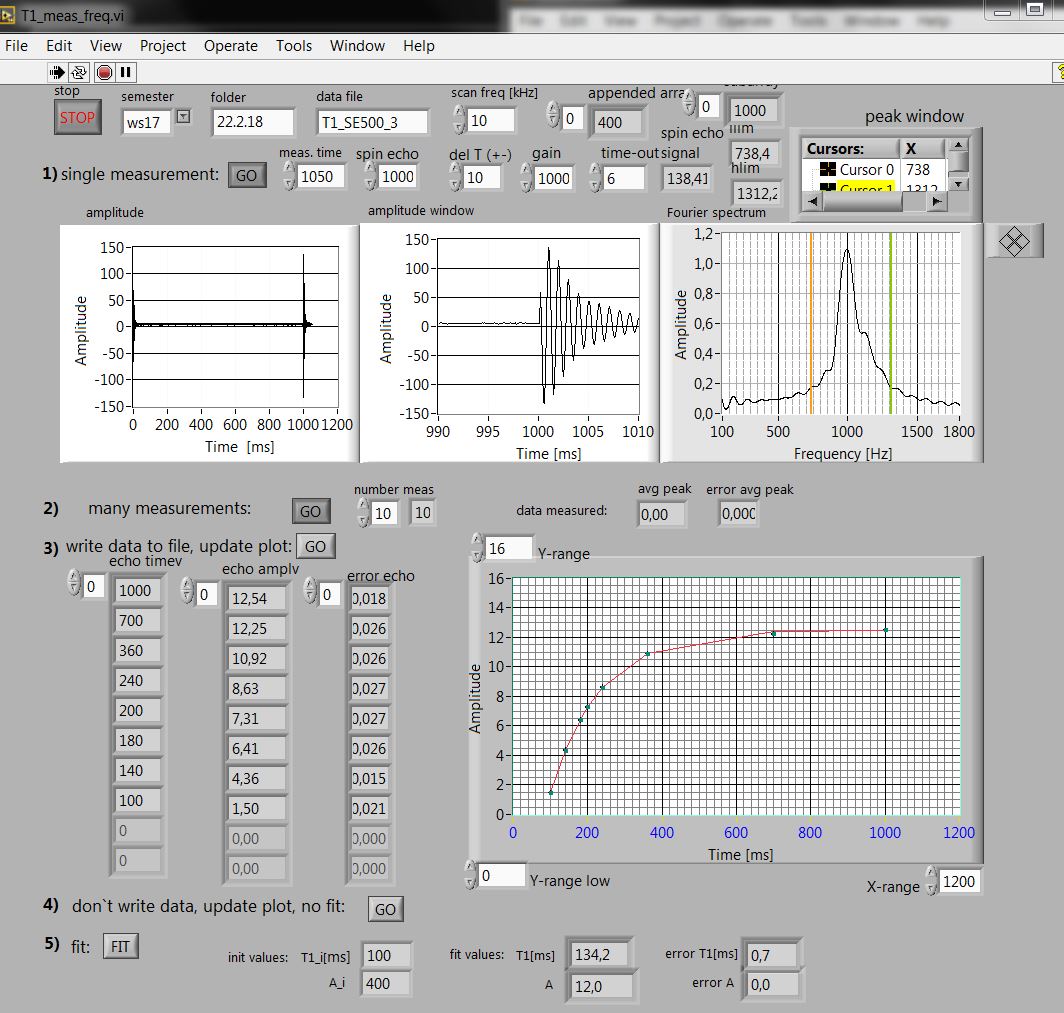 T1_meas_freq.vi
File Edit View Project Operate Tools Window Help
File Edit View Project Operate Tools Window Help
stop
STOP
semester
ws17
folder
22.2.18
data file
T1_SE500_3
scan freq [kHz]
10
0
appended arra
400
0
1000
peak window
Cursors: X
Cursor 0 738
Cursor 1 1312
1) single measurement: GO
meas. time
1050
spin echo
1000
del T (+-)
10
gain
1000
time-out
6
spin echo
signal
138,41
llim
738,4
hlim
1312,2
amplitude
Amplitude
150
100
50
0
-50
-100
-150
0 200 400 600 800 1000 1200
Time [ms]
amplitude window
Amplitude
150
100
50
0
-50
-100
-150
990 995 1000 1005 1010
Time [ms]
Fourier spectrum
Amplitude
1,2
1,0
0,8
0,6
0,4
0,2
0,0
100 500 1000 1500 1800
Frequency [Hz]
2) many measurements: GO
number meas
10 10
data measured:
avg peak
0,00
error avg peak
0,000
3) write data to file, update plot: GO
echo timev
0
1000
700
360
240
200
180
140
100
0
0
echo amplv
0
12,54
12,25
10,92
8,63
7,31
6,41
4,36
1,50
0,00
0,00
error echo
0
0,018
0,026
0,026
0,027
0,027
0,026
0,015
0,021
0,000
0,000
16 Y-range
Amplitude
16
14
12
10
8
6
4
2
0
0 200 400 600 800 1000 1200
Time [ms]
0 Y-range low
X-range 1200
4) don`t write data, update plot, no fit: GO
5) fit: FIT
init values: T1_i[ms] 100
A_i 400
fit values: T1[ms] 134,2
A 12,0
error T1[ms] 0,7
error A 0,0